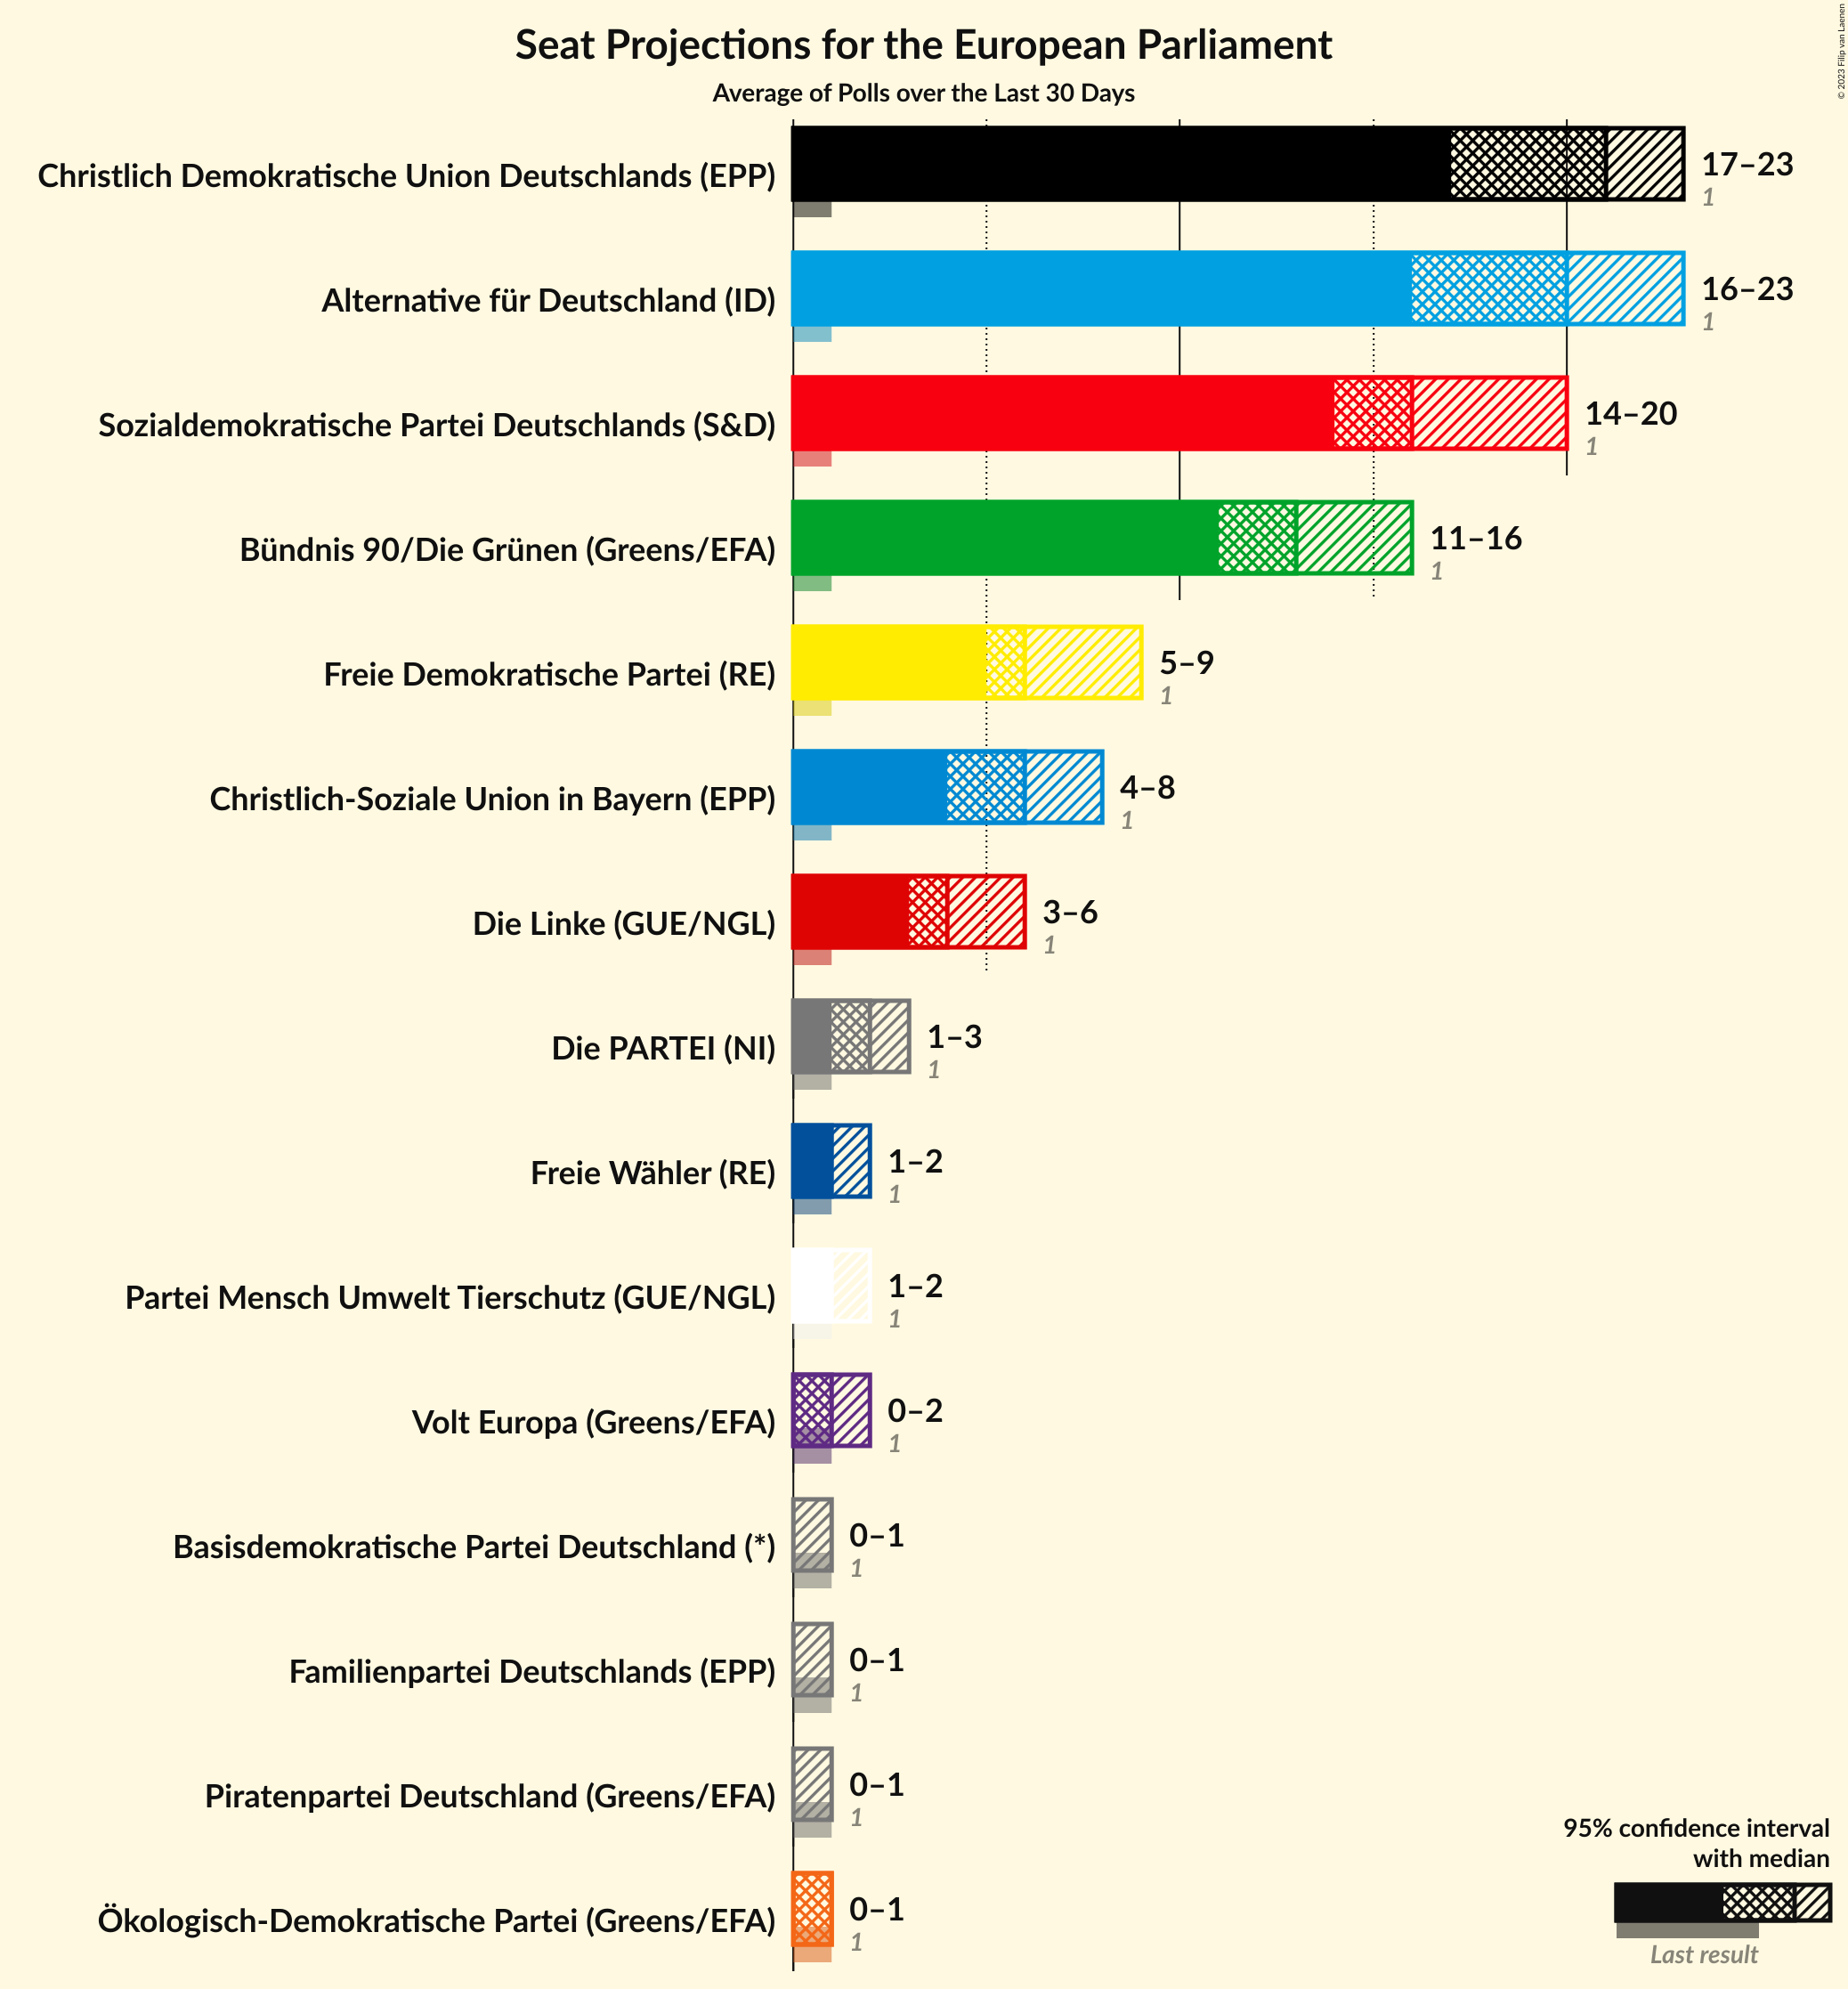 Seat Projections for the European Parliament
Average of Polls over the Last 30 Days
© 2023 Filip van Laenen
Christlich Demokratische Union Deutschlands (EPP)
17–23
1
Alternative für Deutschland (ID)
16–23
1
Sozialdemokratische Partei Deutschlands (S&D)
14–20
1
Bündnis 90/Die Grünen (Greens/EFA)
11–16
1
Freie Demokratische Partei (RE)
5–9
1
Christlich-Soziale Union in Bayern (EPP)
4–8
1
Die Linke (GUE/NGL)
3–6
1
Die PARTEI (NI)
1–3
1
Freie Wähler (RE)
1–2
1
Partei Mensch Umwelt Tierschutz (GUE/NGL)
1–2
1
Volt Europa (Greens/EFA)
0–2
1
Basisdemokratische Partei Deutschland (*)
0–1
1
Familienpartei Deutschlands (EPP)
0–1
1
Piratenpartei Deutschland (Greens/EFA)
0–1
1
Ökologisch-Demokratische Partei (Greens/EFA)
0–1
1
95% confidence interval
with median
Last result